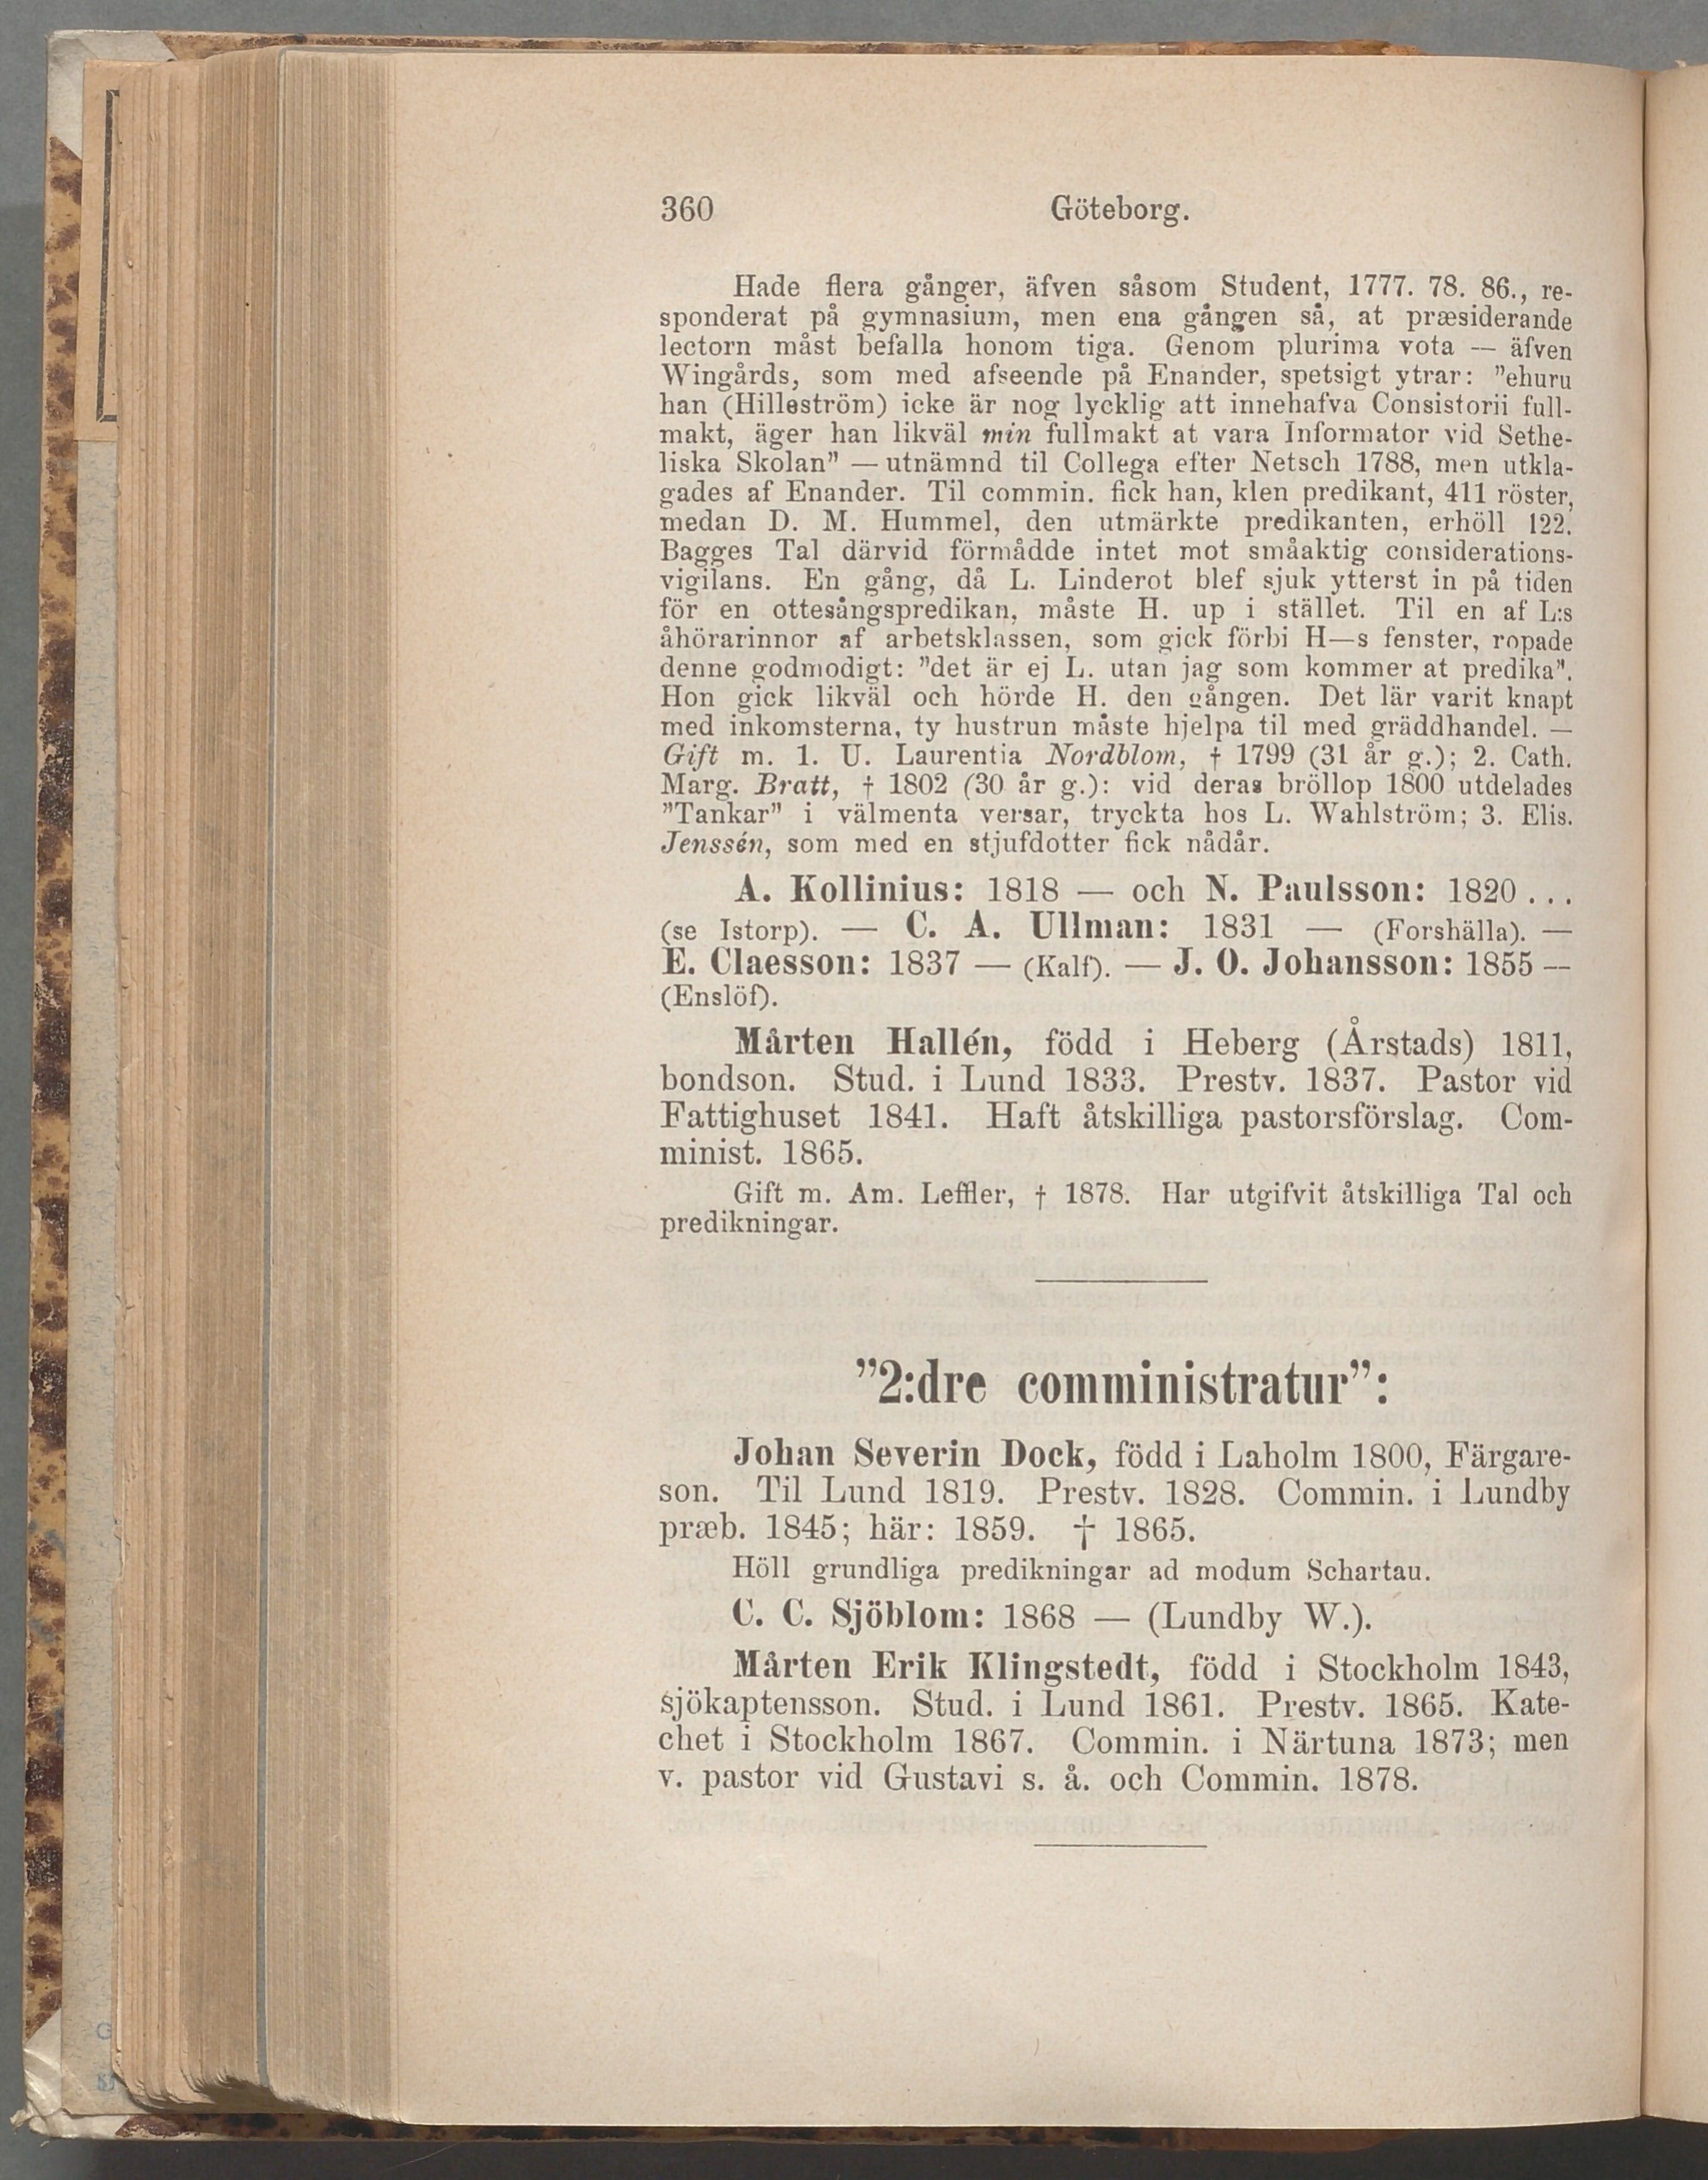 360 Göteborg.
Hade flera gånger, äfven såsom Student, 1777. 78. 86., re-
sponderat på gymnasium, men ena gången så, at præsiderande
lectorn måst befalla honom tiga. Genom plurima vota — äfven
Wingårds, som med afseende på Enander, spetsigt ytrar: ”ehuru
han (Hilleström) icke är nog lycklig att innehafva Consistorii full-
makt, äger han likväl min fullmakt at vara Informator vid Sethe-
liska Skolan” — utnämnd til Collega efter Netsch 1788, men utkla-
gades af Enander. Til commin. fick han, klen predikant, 411 röster,
medan D. M. Hummel, den utmärkte predikanten, erhöll 122.
Bagges Tal därvid förmådde intet mot småaktig considerations-
vigilans. En gång, då L. Linderot blef sjuk ytterst in på tiden
för en ottesångspredikan, måste H. up i stället. Til en af L:s
åhörarinnor af arbetsklassen, som gick förbi H—s fenster, ropade
denne godmodigt: ”det är ej L. utan jag som kommer at predika”.
Hon gick likväl och hörde H. den gången. Det lär varit knapt
med inkomsterna, ty hustrun måste hjelpa til med gräddhandel. —
Gift m. 1. U. Laurentia Nordblom, † 1799 (31 år g.); 2. Cath.
Marg. Bratt, † 1802 (30 år g.): vid deras bröllop 1800 utdelades
”Tankar” i välmenta versar, tryckta hos L. Wahlström; 3. Elis.
Jenssén, som med en stjufdotter fick nådår.
A. Kollinius: 1818 — och N. Paulsson: 1820 ...
(se Istorp). — C. A. Ullman: 1831 — (Forshälla). —
E. Claesson: 1837 — (Kalf). — J. O. Johansson: 1855 —
(Enslöf).
Mårten Hallén, född i Heberg (Årstads) 1811,
bondson. Stud. i Lund 1833. Prestv. 1837. Pastor vid
Fattighuset 1841. Haft åtskilliga pastorsförslag. Com-
minist. 1865.
Gift m. Am. Leffler, † 1878. Har utgifvit åtskilliga Tal och
predikningar.
”2:dre comministratur”:
Johan Severin Dock, född i Laholm 1800, Färgare-
son. Til Lund 1819. Prestv. 1828. Commin. i Lundby
præb. 1845; här: 1859. † 1865.
Höll grundliga predikningar ad modum Schartau.
C. C. Sjöblom: 1868 — (Lundby W.).
Mårten Erik Klingstedt, född i Stockholm 1843,
sjökaptensson. Stud. i Lund 1861. Prestv. 1865. Kate-
chet i Stockholm 1867. Commin. i Närtuna 1873; men
v. pastor vid Gustavi s. å. och Commin. 1878.